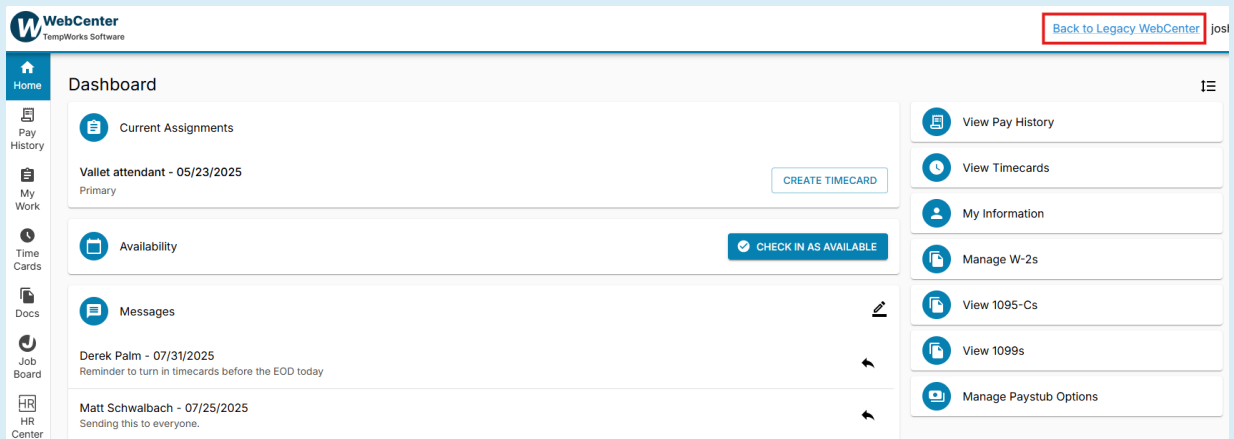 WebCenter
TempWorks Software
Back to Legacy WebCenter
Home
Pay
History
My
Work
Time
Cards
Docs
Job
Board
HR
HR
Center
Dashboard
Current Assignments
Vallet attendant - 05/23/2025
Primary
CREATE TIMECARD
Availability
CHECK IN AS AVAILABLE
Messages
Derek Palm - 07/31/2025
Reminder to turn in timecards before the EOD today
Matt Schwalbach - 07/25/2025
Sending this to everyone.
View Pay History
View Timecards
My Information
Manage W-2s
View 1095-Cs
View 1099s
Manage Paystub Options